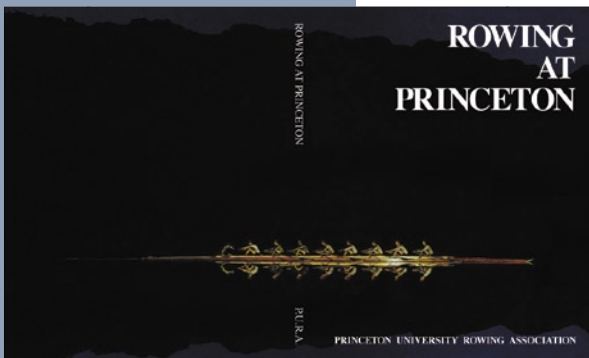 ROWING AT PRINCETON
P.U.R.A.
ROWING
AT
PRINCETON
PRINCETON UNIVERSITY ROWING ASSOCIATION